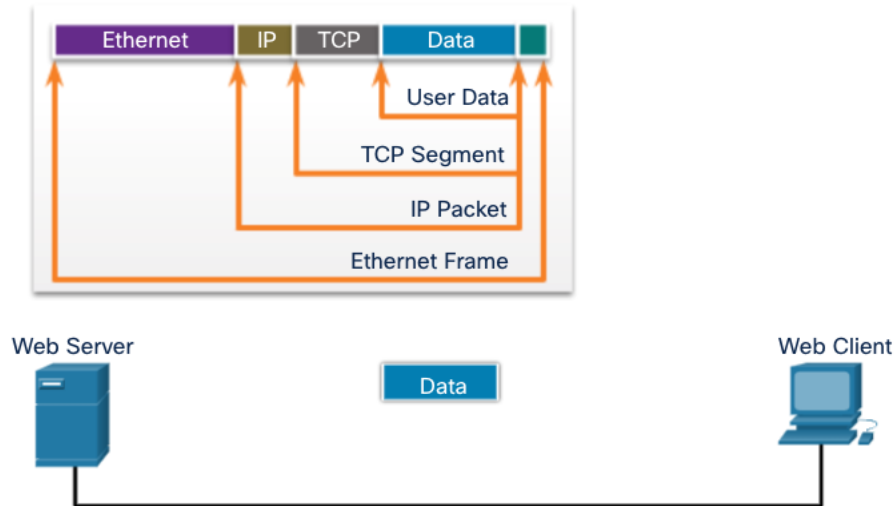 Ethernet IP TCP Data
User Data
TCP Segment
IP Packet
Ethernet Frame
Web Server
Web Client
Data